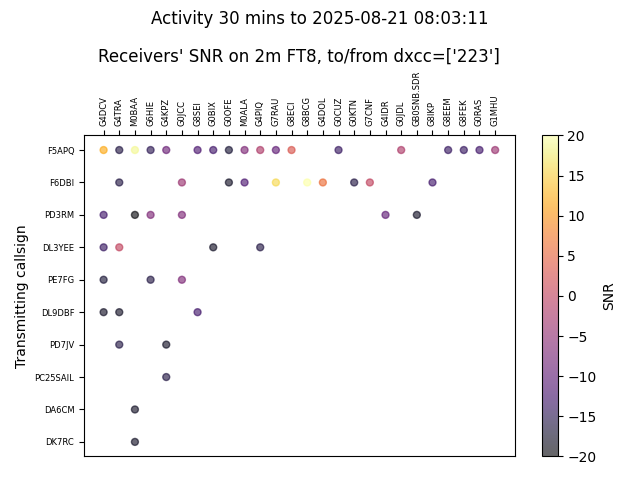 Activity 30 mins to 2025-08-21 08:03:11
Receivers' SNR on 2m FT8, to/from dxcc=['223']
G4DCV G4TRA M0BAA G6HIE G4KPZ G9JCC G8SEI G0BIX G0OFE M0ALA G4PIQ G7RAU G8ECI G8BCG G4DOL G0CUZ G0KTN G7CNF G4IDR G0JDL GB0SNB.SDR G8IKP G8EEM G8FEK G0RAS G1MHU
F5APQ
F6DBI
PD3RM
DL3YEE
PE7FG
DL9DBF
PD7JV
PC25SAIL
DA6CM
DK7RC
Transmitting callsign
20
15
10
5
0
−5
−10
−15
−20
SNR